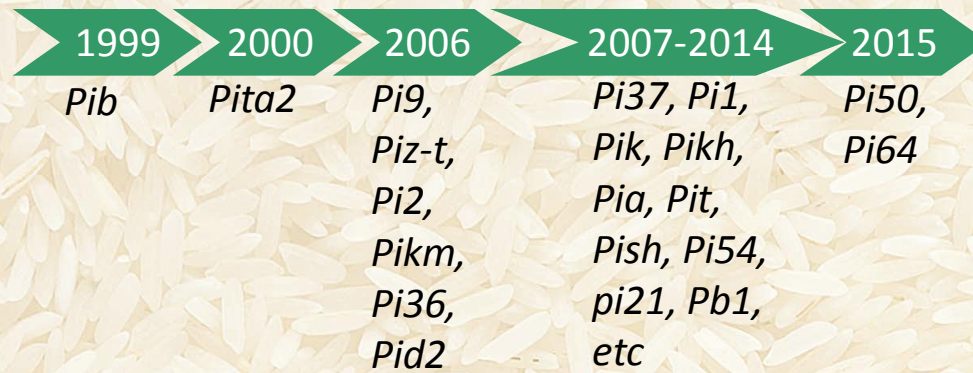 1999
2000
2006
2007-2014
2015
Pib
Pita2
Pi9,
Piz-t,
Pi2,
Pikm,
Pi36,
Pid2
Pi37, Pi1,
Pik, Pikh,
Pia, Pit,
Pish, Pi54,
pi21, Pb1,
etc
Pi50,
Pi64